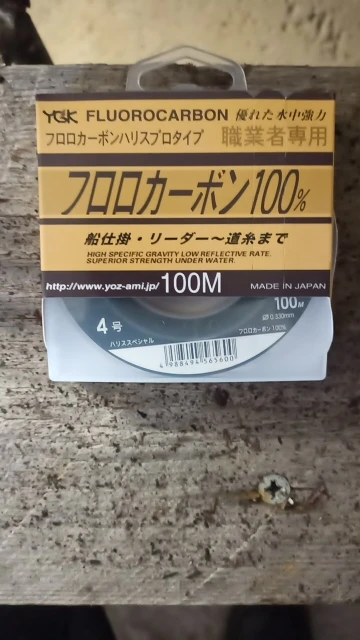 YGK FLUOROCARBON 優れた水中強力
フロロカーボンハリスプロタイプ 職業者専用
フロロカーボン100%
船仕掛・リーダー～道糸まで
HIGH SPECIFIC GRAVITY LOW REFLECTIVE RATE.
SUPERIOR STRENGTH UNDER WATER.
http://www.yoz-ami.jp/ 100M MADE IN JAPAN
100M
4号 Ø0.330mm
ハリススペシャル フロロカーボン100%
4988494565600